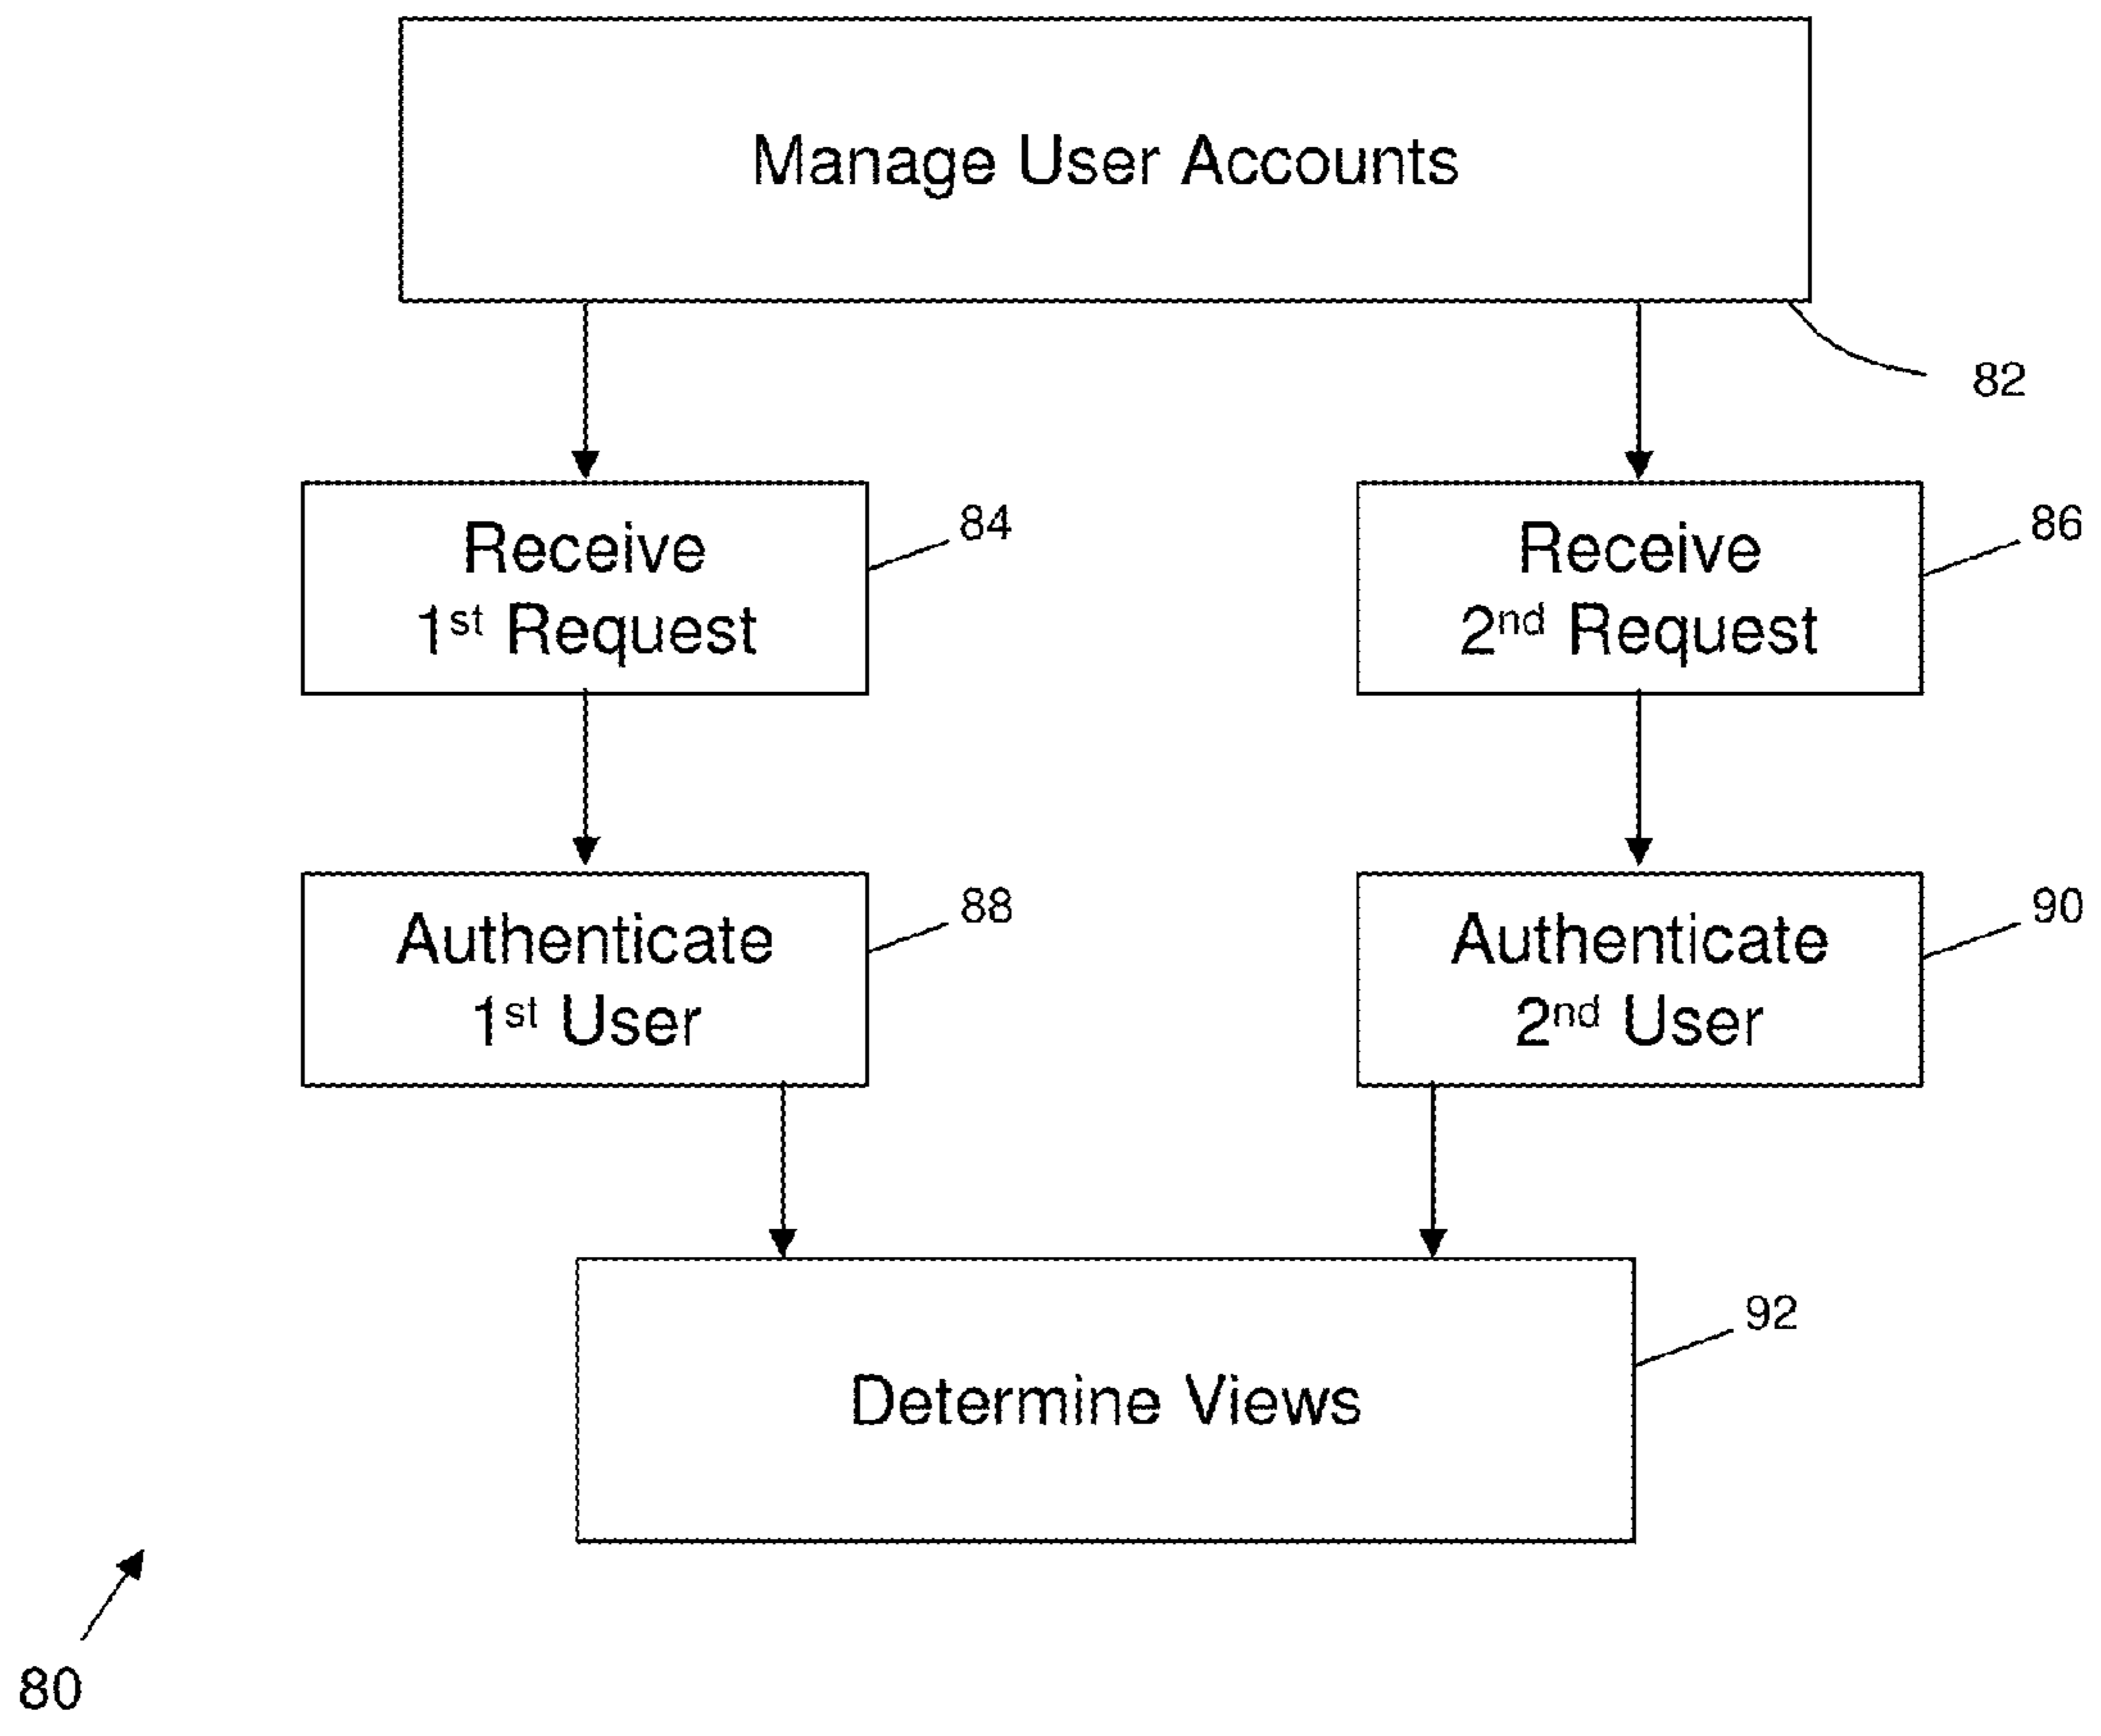 Manage User Accounts
82
Receive
1st Request
84
Receive
2nd Request
86
Authenticate
1st User
88
Authenticate
2nd User
90
Determine Views
92
80